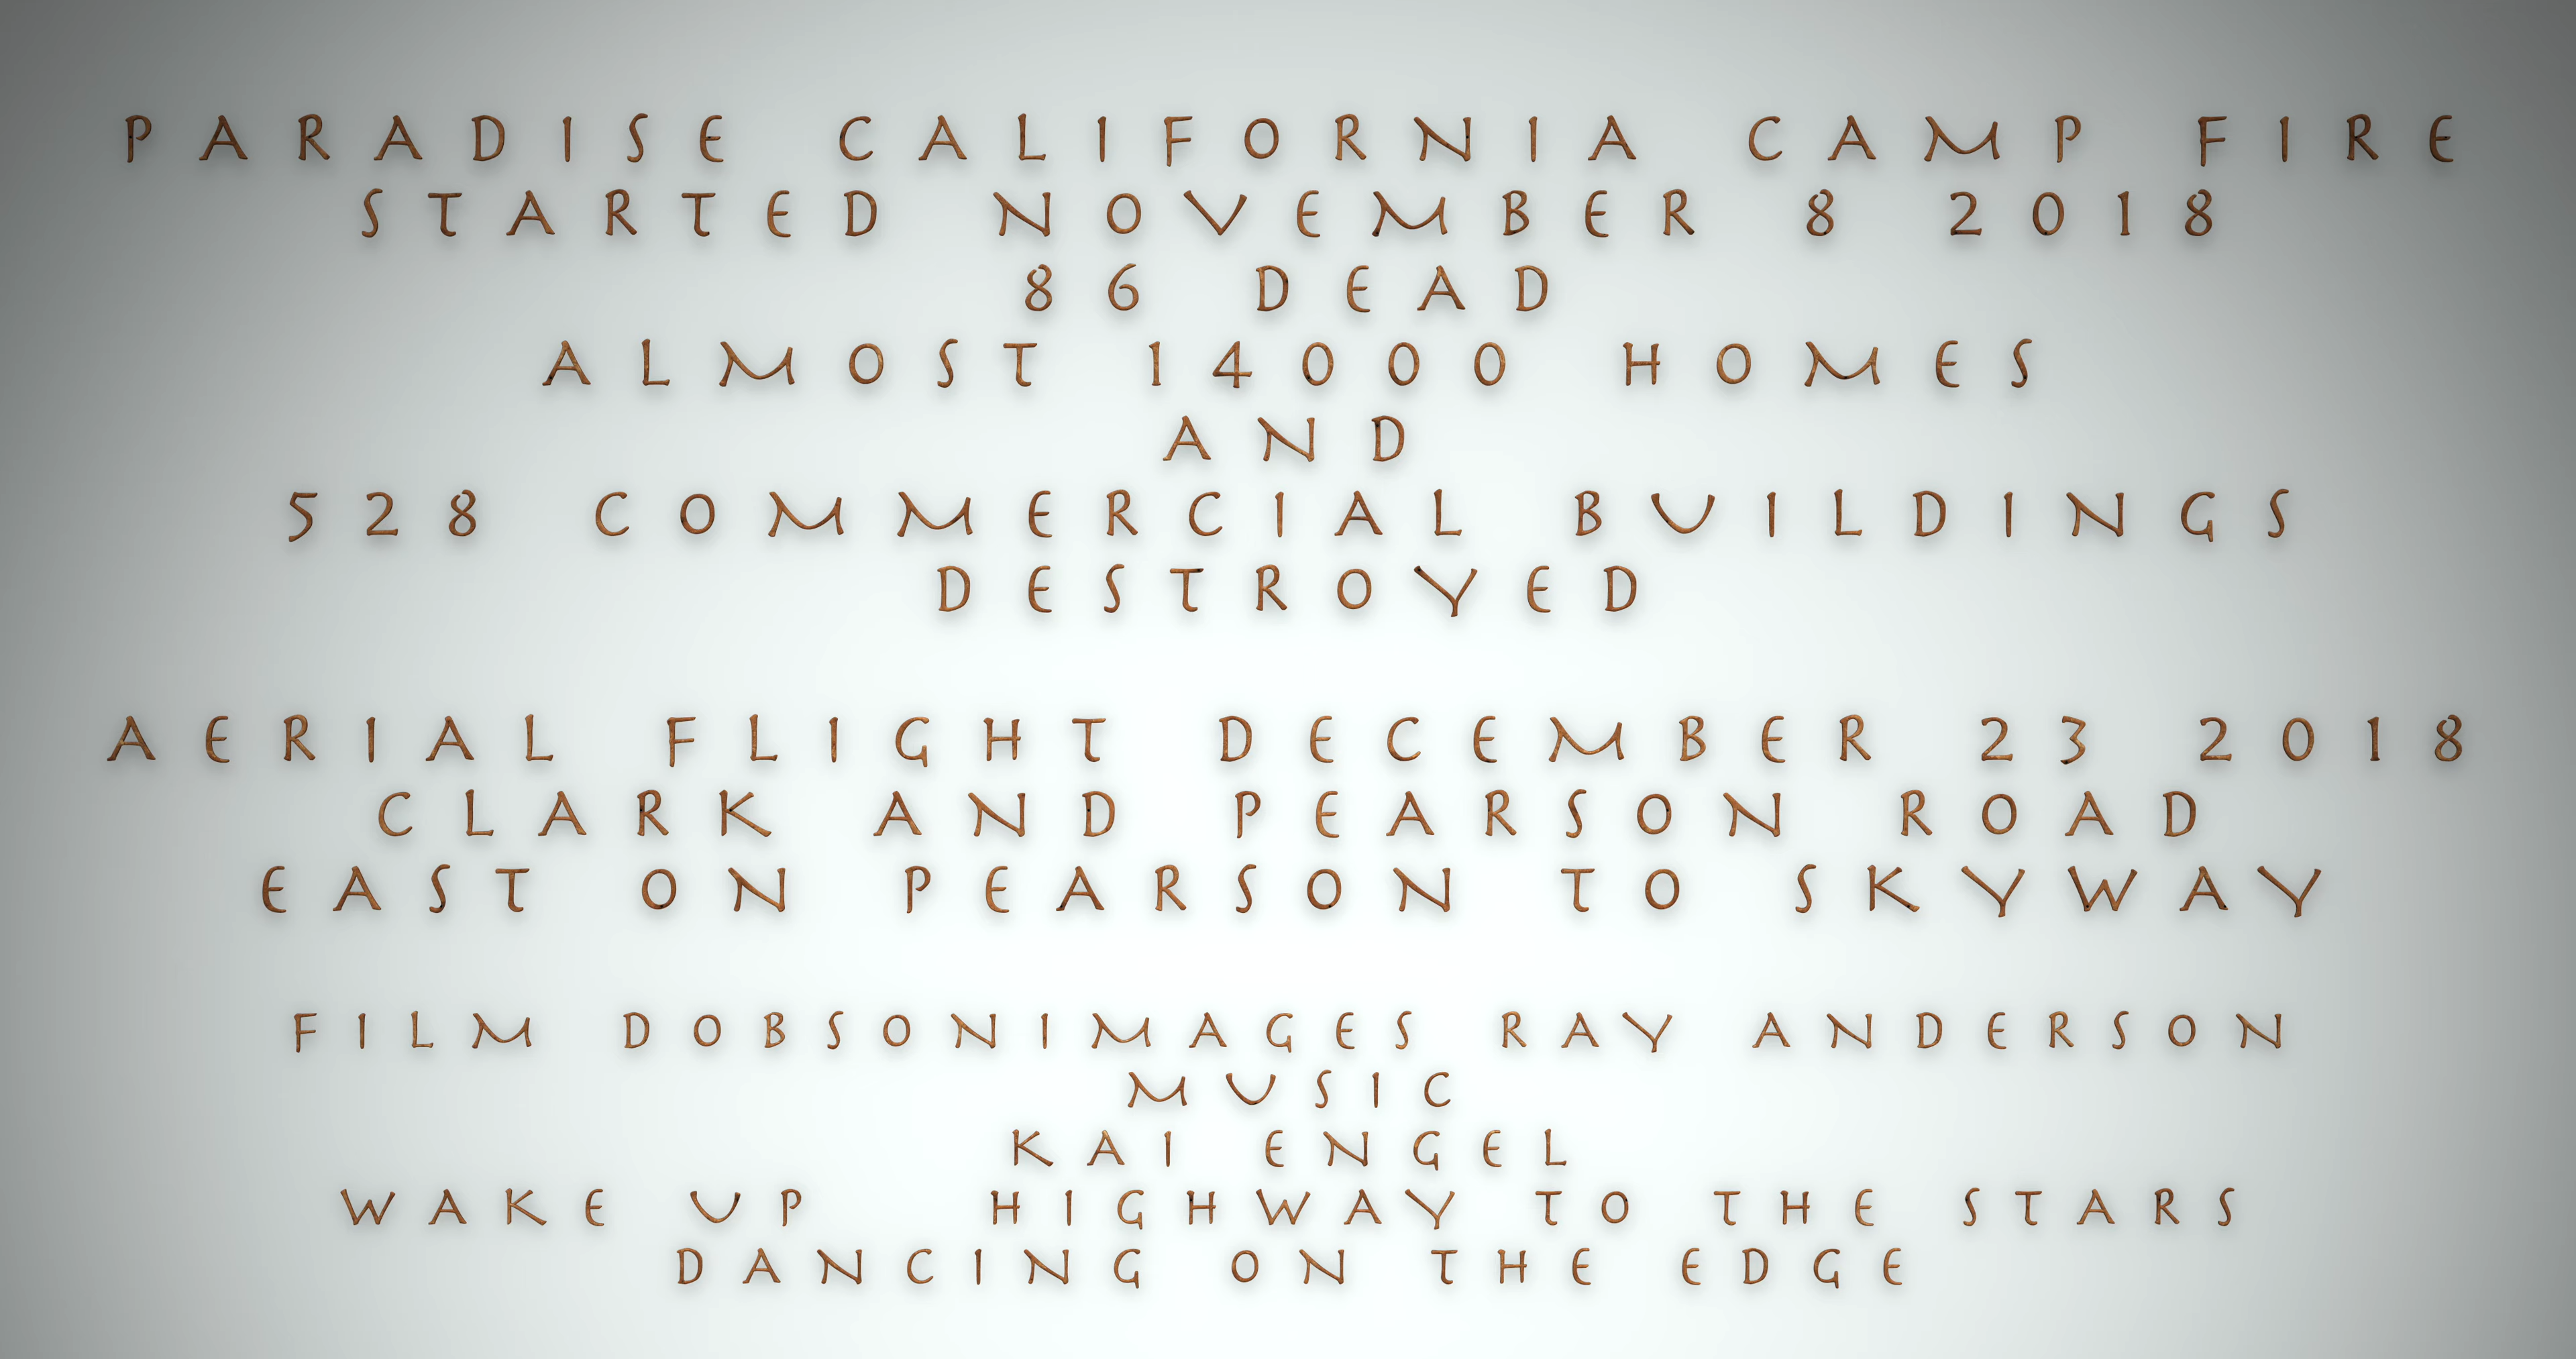 PARADISE CALIFORNIA CAMP FIRE
STARTED NOVEMBER 8 2018
86 DEAD
ALMOST 14000 HOMES
AND
528 COMMERCIAL BUILDINGS
DESTROYED
AERIAL FLIGHT DECEMBER 23 2018
CLARK AND PEARSON ROAD
EAST ON PEARSON TO SKYWAY
FILM DOBSONIMAGES RAY ANDERSON
MUSIC
KAI ENGEL
WAKE UP HIGHWAY TO THE STARS
DANCING ON THE EDGE